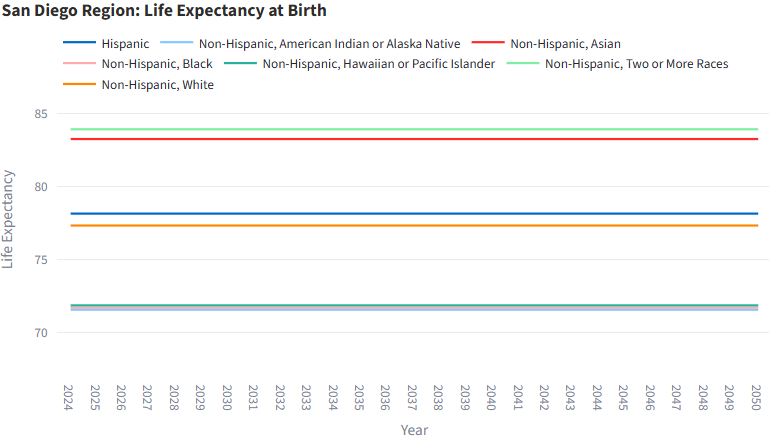 San Diego Region: Life Expectancy at Birth
Hispanic Non-Hispanic, American Indian or Alaska Native Non-Hispanic, Asian
Non-Hispanic, Black Non-Hispanic, Hawaiian or Pacific Islander Non-Hispanic, Two or More Races
Non-Hispanic, White
Life Expectancy
85
80
75
70
2024 2025 2026 2027 2028 2029 2030 2031 2032 2033 2034 2035 2036 2037 2038 2039 2040 2041 2042 2043 2044 2045 2046 2047 2048 2049 2050
Year